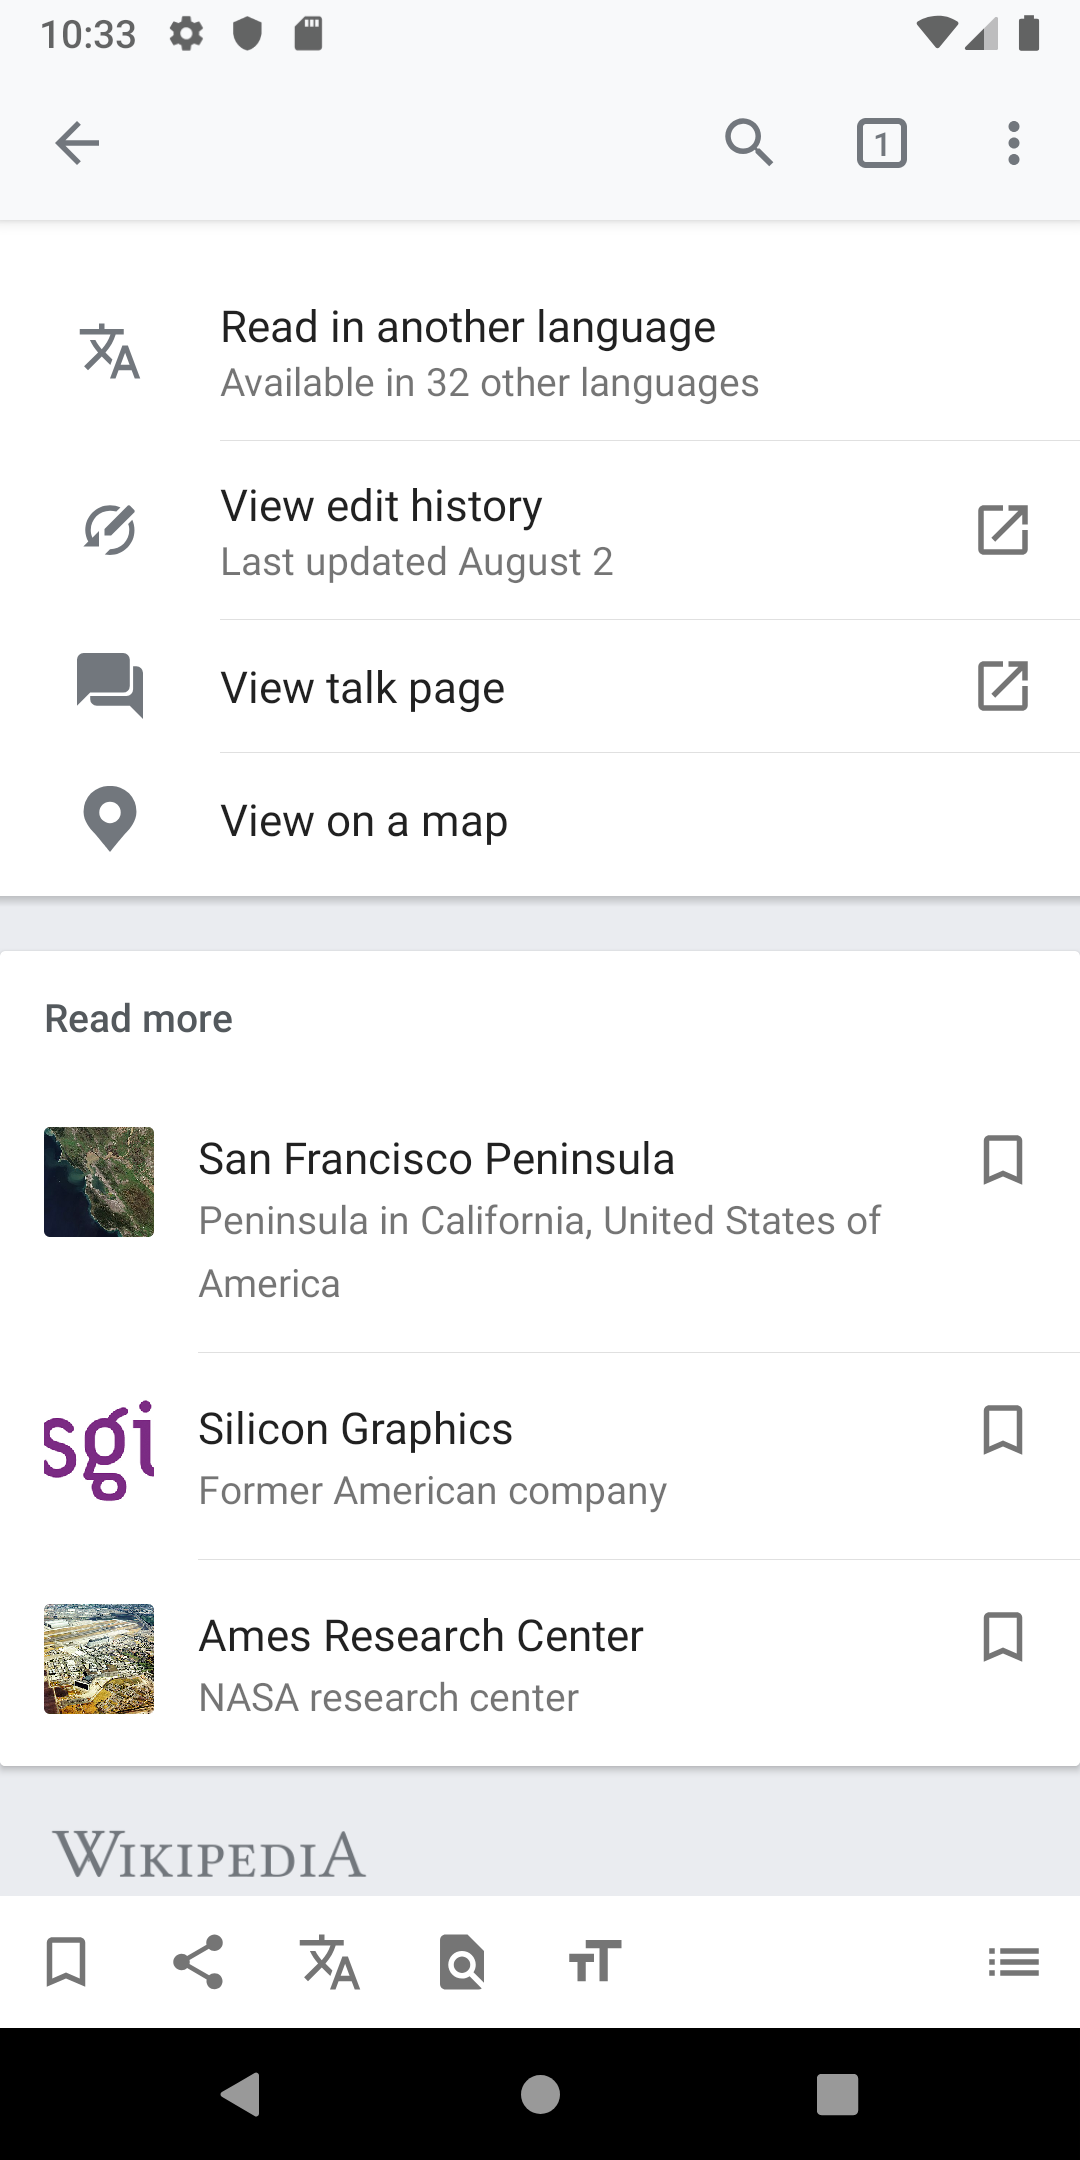 10:33
1
Read in another language
Available in 32 other languages
View edit history
Last updated August 2
View talk page
View on a map
Read more
San Francisco Peninsula
Peninsula in California, United States of
America
sgi
Silicon Graphics
Former American company
Ames Research Center
NASA research center
WIKIPEDIA